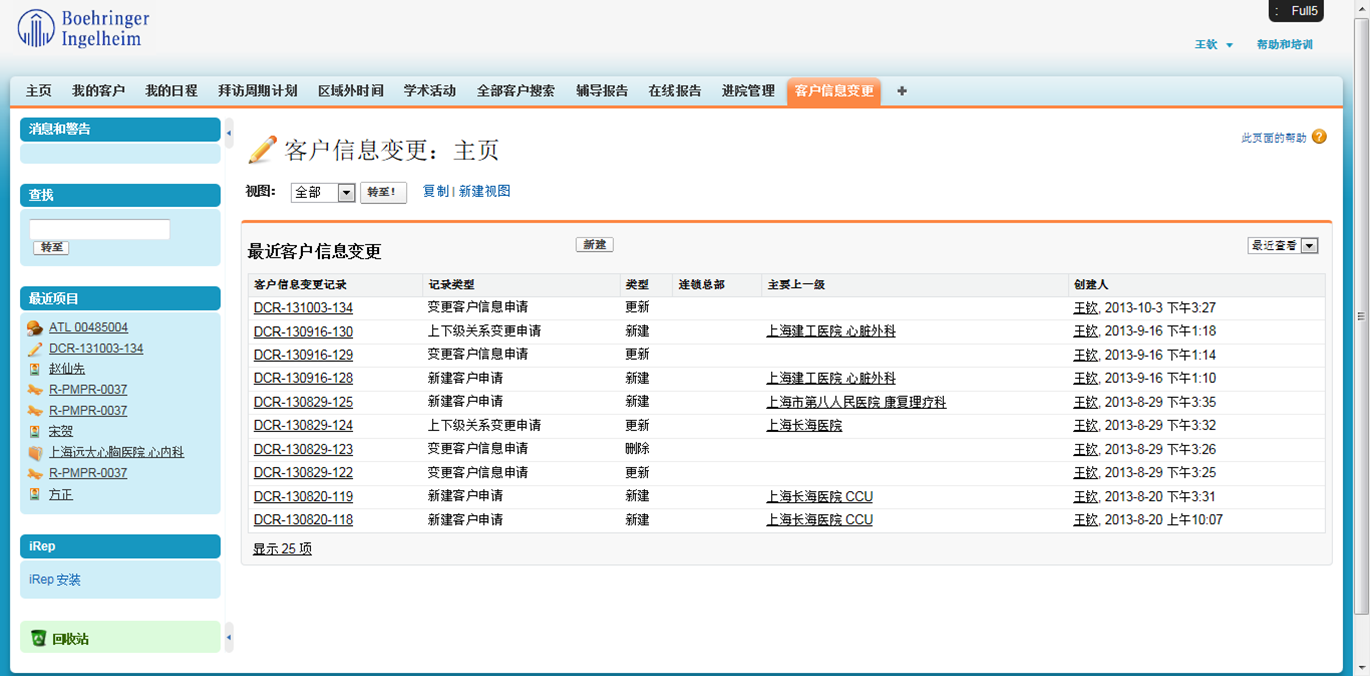 Boehringer
Ingelheim
: Full5
王钦 帮助和培训
主页 我的客户 我的日程 拜访周期计划 区域外时间 学术活动 全部客户搜索 辅导报告 在线报告 进院管理 客户信息变更 +
消息和警告
查找
转至
最近项目
ATL 00485004
DCR-131003-134
赵仙先
R-PMPR-0037
R-PMPR-0037
宋贺
上海远大心胸医院 心内科
R-PMPR-0037
方正
iRep
iRep 安装
回收站
客户信息变更：主页
此页面的帮助 ?
视图： 全部 转至！ 复制 | 新建视图
最近客户信息变更 新建 最近查看
客户信息变更记录 记录类型 类型 连锁总部 主要上一级 创建人
DCR-131003-134 变更客户信息申请 更新 王钦, 2013-10-3 下午3:27
DCR-130916-130 上下级关系变更申请 新建 上海建工医院 心脏外科 王钦, 2013-9-16 下午1:18
DCR-130916-129 变更客户信息申请 更新 王钦, 2013-9-16 下午1:14
DCR-130916-128 新建客户申请 新建 上海建工医院 心脏外科 王钦, 2013-9-16 下午1:10
DCR-130829-125 新建客户申请 新建 上海市第八人民医院 康复理疗科 王钦, 2013-8-29 下午3:35
DCR-130829-124 上下级关系变更申请 更新 上海长海医院 王钦, 2013-8-29 下午3:32
DCR-130829-123 变更客户信息申请 删除 王钦, 2013-8-29 下午3:26
DCR-130829-122 变更客户信息申请 更新 王钦, 2013-8-29 下午3:25
DCR-130820-119 新建客户申请 新建 上海长海医院 CCU 王钦, 2013-8-20 下午3:31
DCR-130820-118 新建客户申请 新建 上海长海医院 CCU 王钦, 2013-8-20 上午10:07
显示 25 项